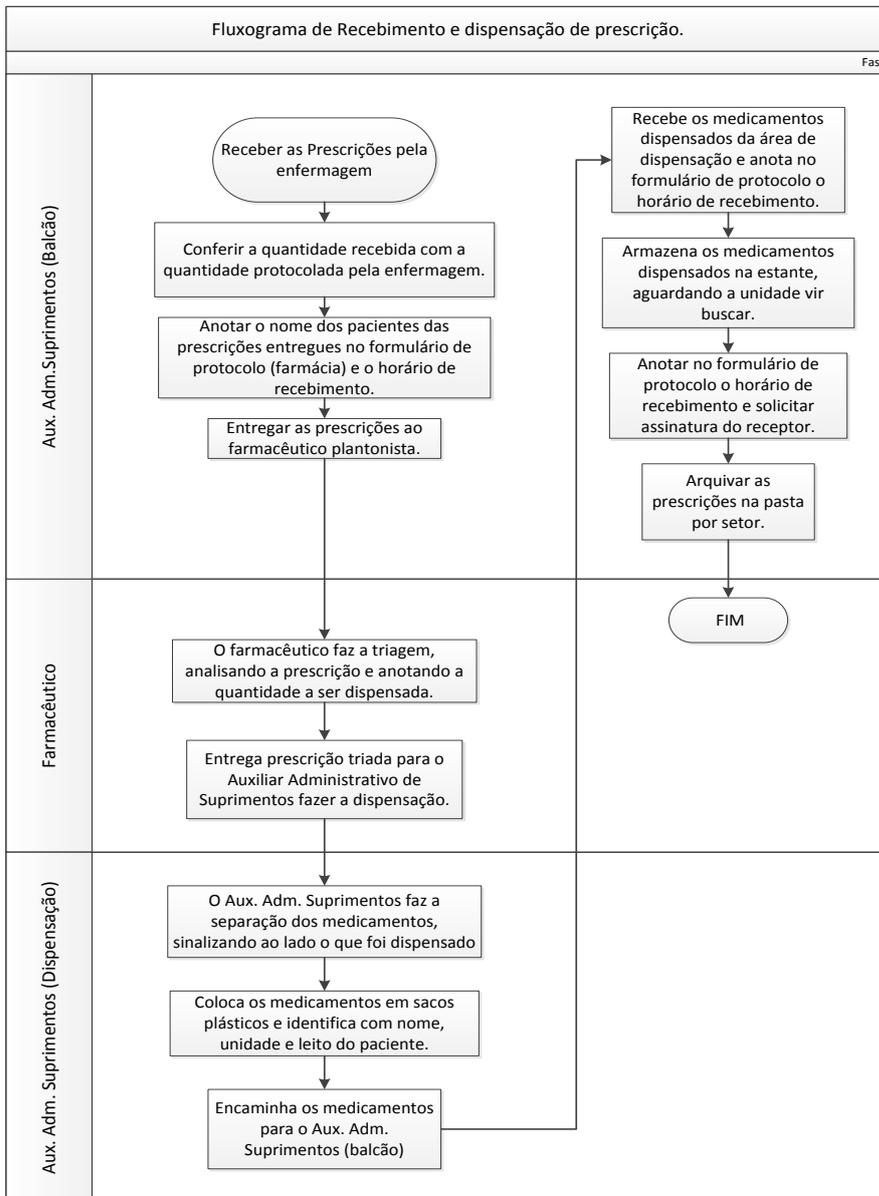 Fluxograma de Recebimento e dispensação de prescrição.
Fas
Aux. Adm.Suprimentos (Balcão)
Receber as Prescrições pela
enfermagem
Conferir a quantidade recebida com a
quantidade protocolada pela enfermagem.
Anotar o nome dos pacientes das
prescrições entregues no formulário de
protocolo (farmácia) e o horário de
recebimento.
Entregar as prescrições ao
farmacêutico plantonista.
Farmacêutico
O farmacêutico faz a triagem,
analisando a prescrição e anotando a
quantidade a ser dispensada.
Entrega prescrição triada para o
Auxiliar Administrativo de
Suprimentos fazer a dispensação.
Aux. Adm. Suprimentos (Dispensação)
O Aux. Adm. Suprimentos faz a
separação dos medicamentos,
sinalizando ao lado o que foi dispensado
Coloca os medicamentos em sacos
plásticos e identifica com nome,
unidade e leito do paciente.
Encaminha os medicamentos
para o Aux. Adm.
Suprimentos (balcão)
Recebe os medicamentos
dispensados da área de
dispensação e anota no
formulário de protocolo o
horário de recebimento.
Armazena os medicamentos
dispensados na estante,
aguardando a unidade vir
buscar.
Anotar no formulário de
protocolo o horário de
recebimento e solicitar
assinatura do receptor.
Arquivar as
prescrições na pasta
por setor.
FIM